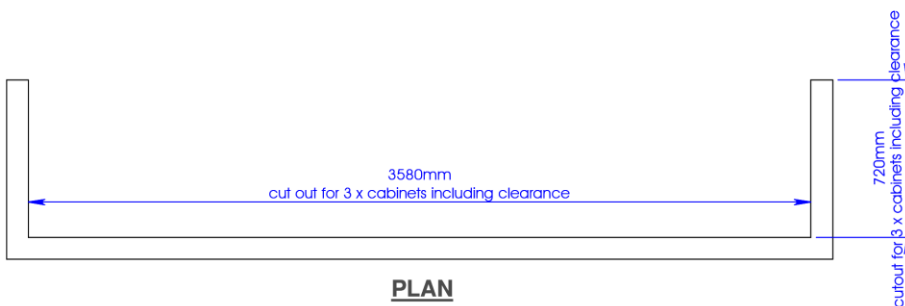 3580mm
cut out for 3 x cabinets including clearance
720mm
cutout for 3 x cabinets including clearance
PLAN